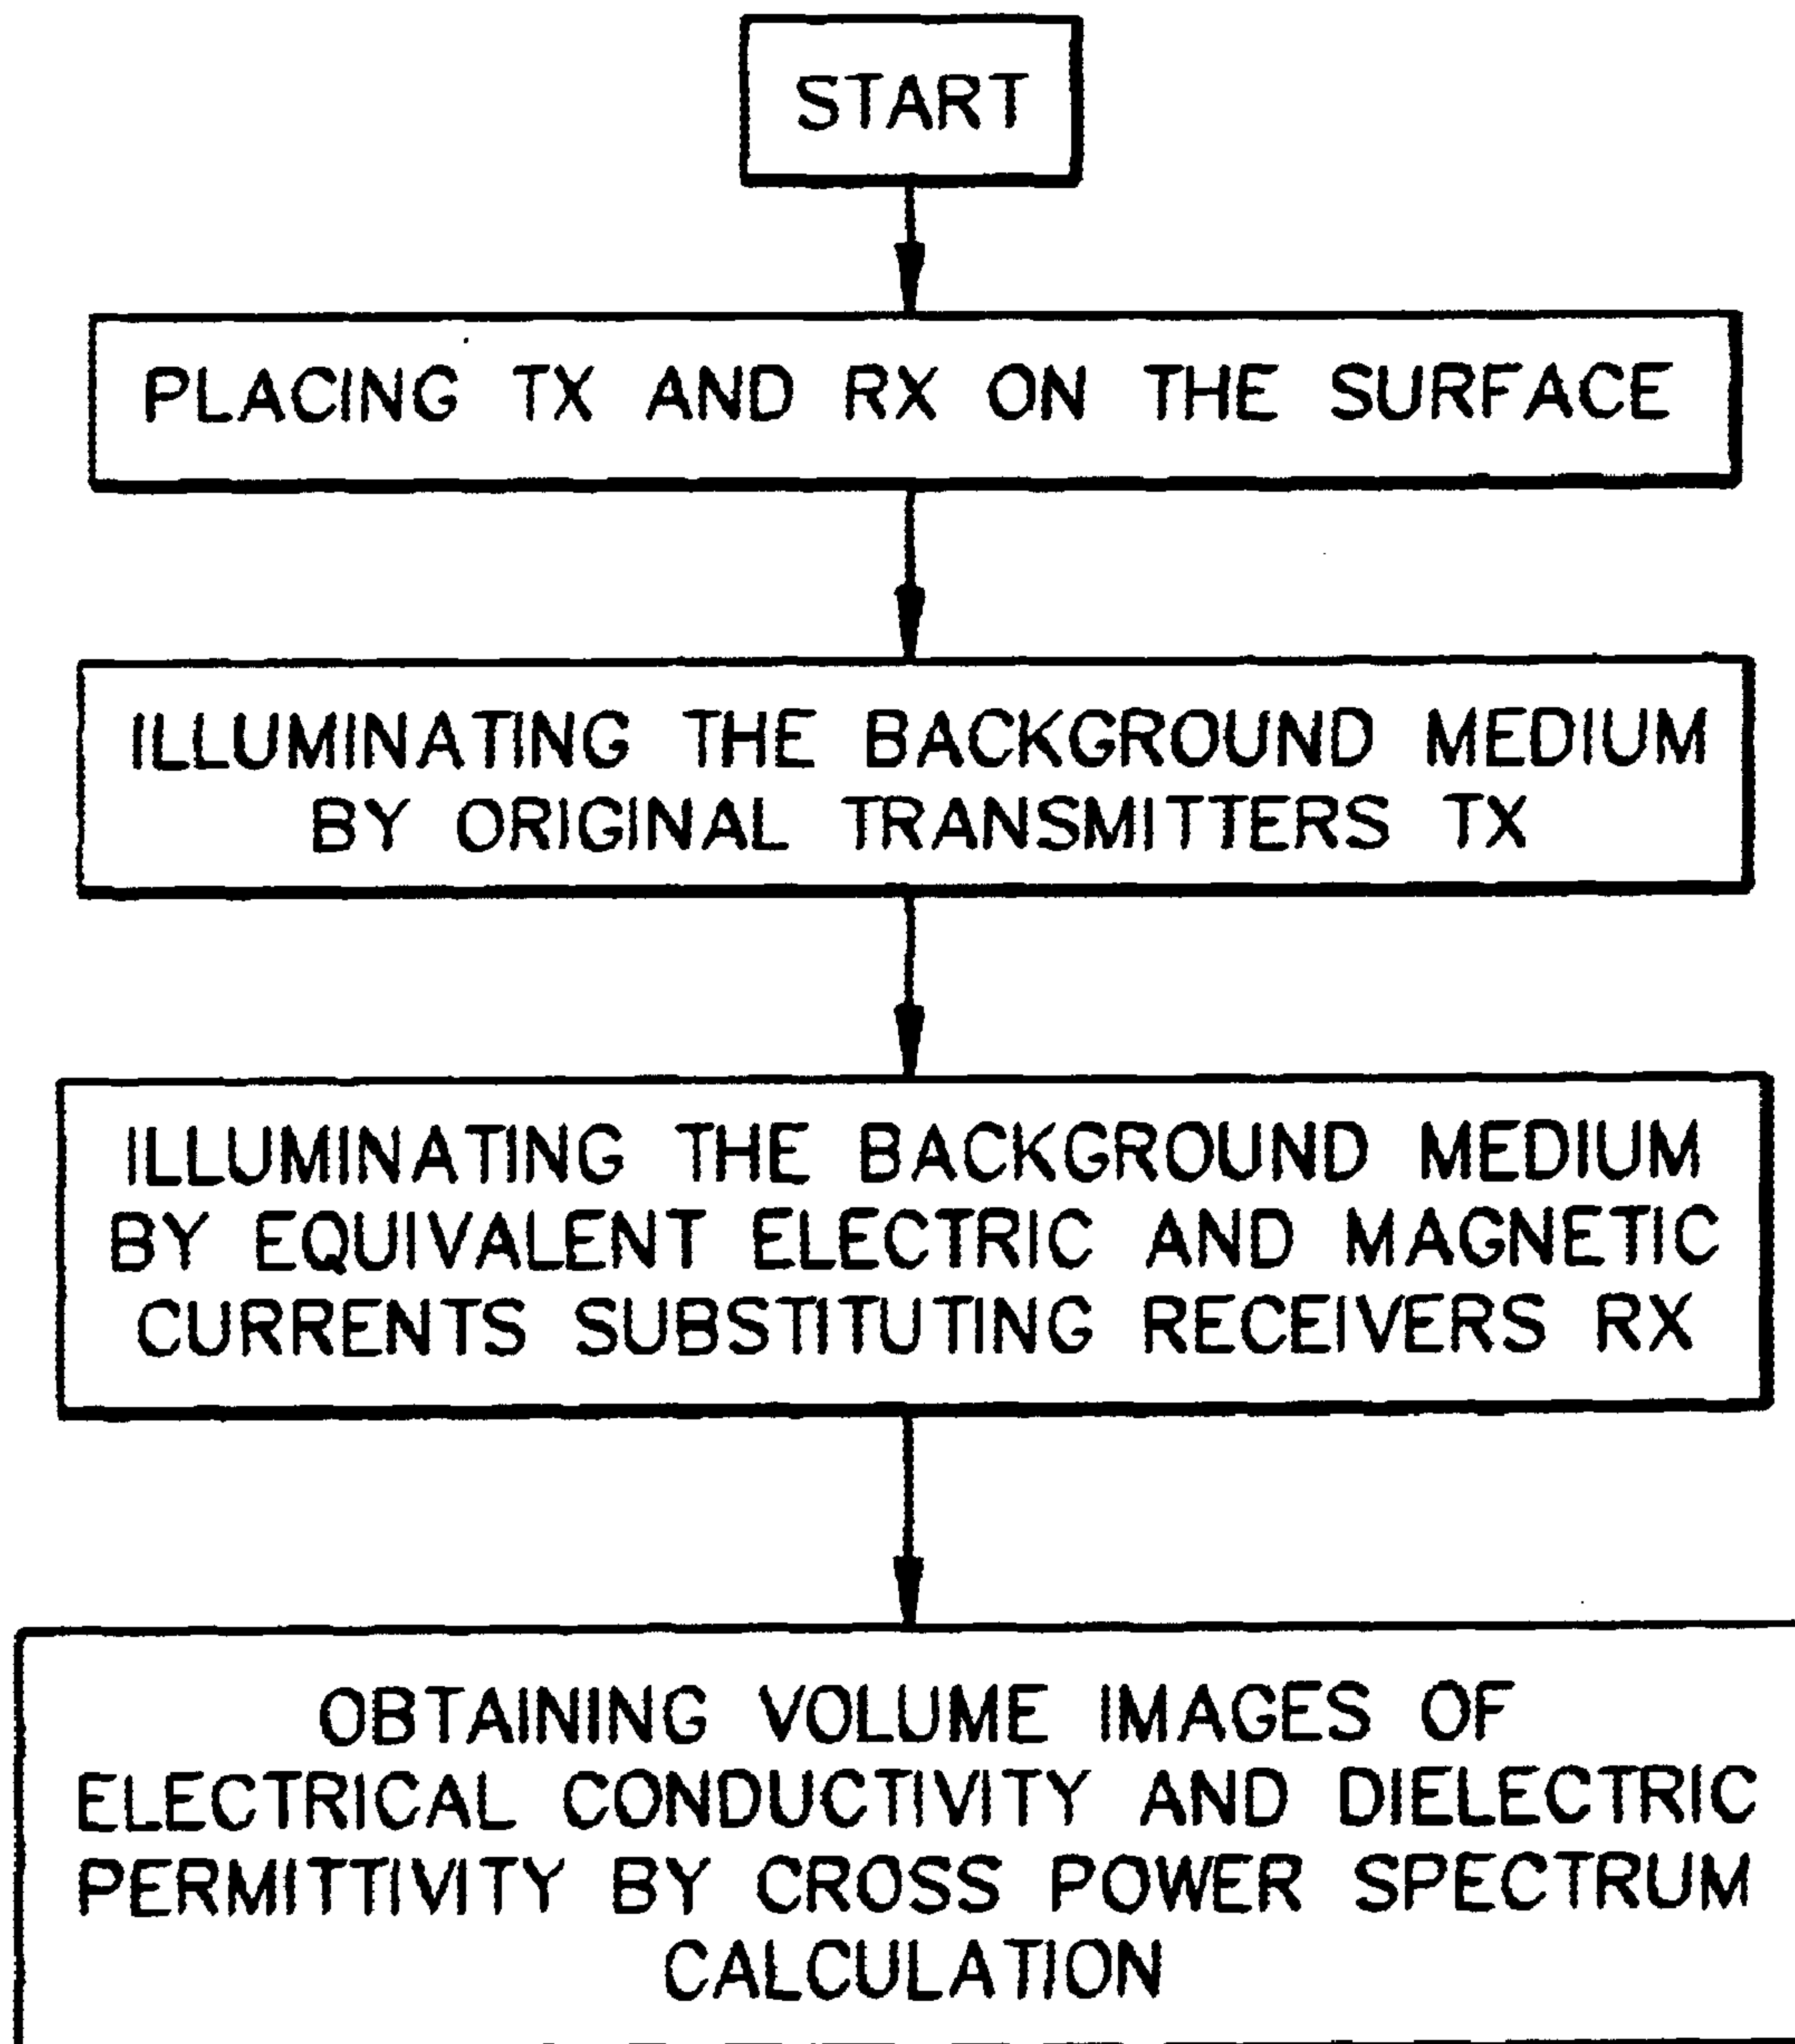 START
PLACING TX AND RX ON THE SURFACE
ILLUMINATING THE BACKGROUND MEDIUM
BY ORIGINAL TRANSMITTERS TX
ILLUMINATING THE BACKGROUND MEDIUM
BY EQUIVALENT ELECTRIC AND MAGNETIC
CURRENTS SUBSTITUTING RECEIVERS RX
OBTAINING VOLUME IMAGES OF
ELECTRICAL CONDUCTIVITY AND DIELECTRIC
PERMITTIVITY BY CROSS POWER SPECTRUM
CALCULATION